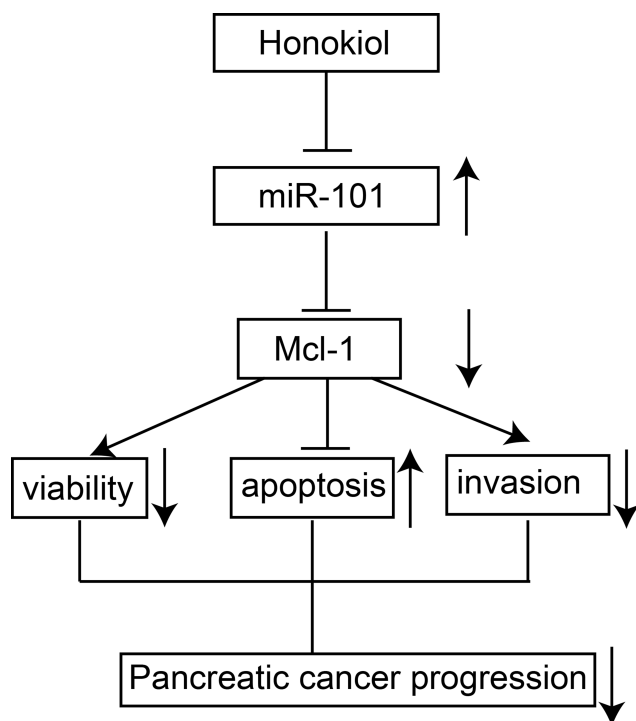 Honokiol
miR-101
Mcl-1
viability
apoptosis
invasion
Pancreatic cancer progression